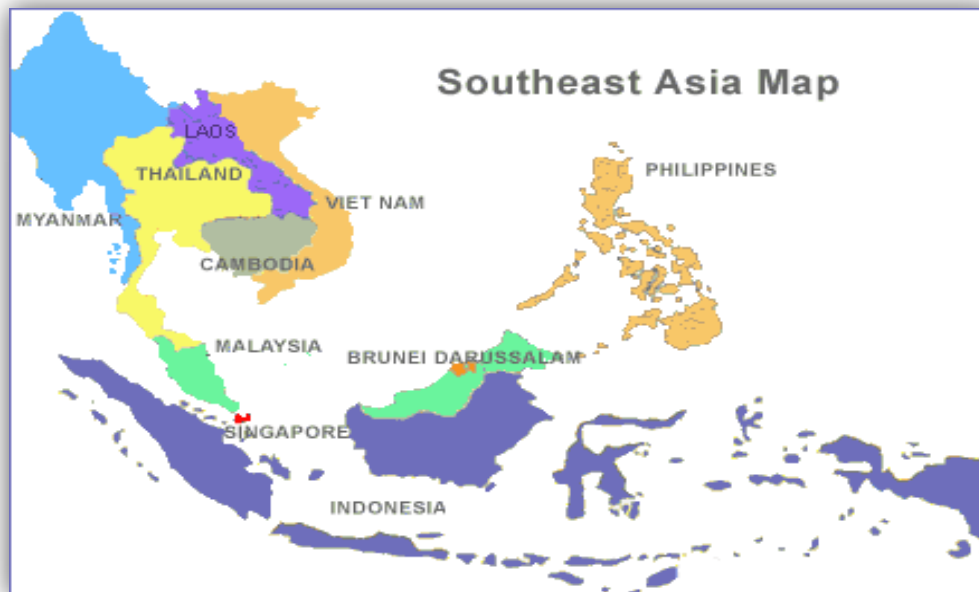 Southeast Asia Map
LAOS
PHILIPPINES
THAILAND
VIET NAM
MYANMAR
CAMBODIA
MALAYSIA
BRUNEI DARUSSALAM
SINGAPORE
INDONESIA